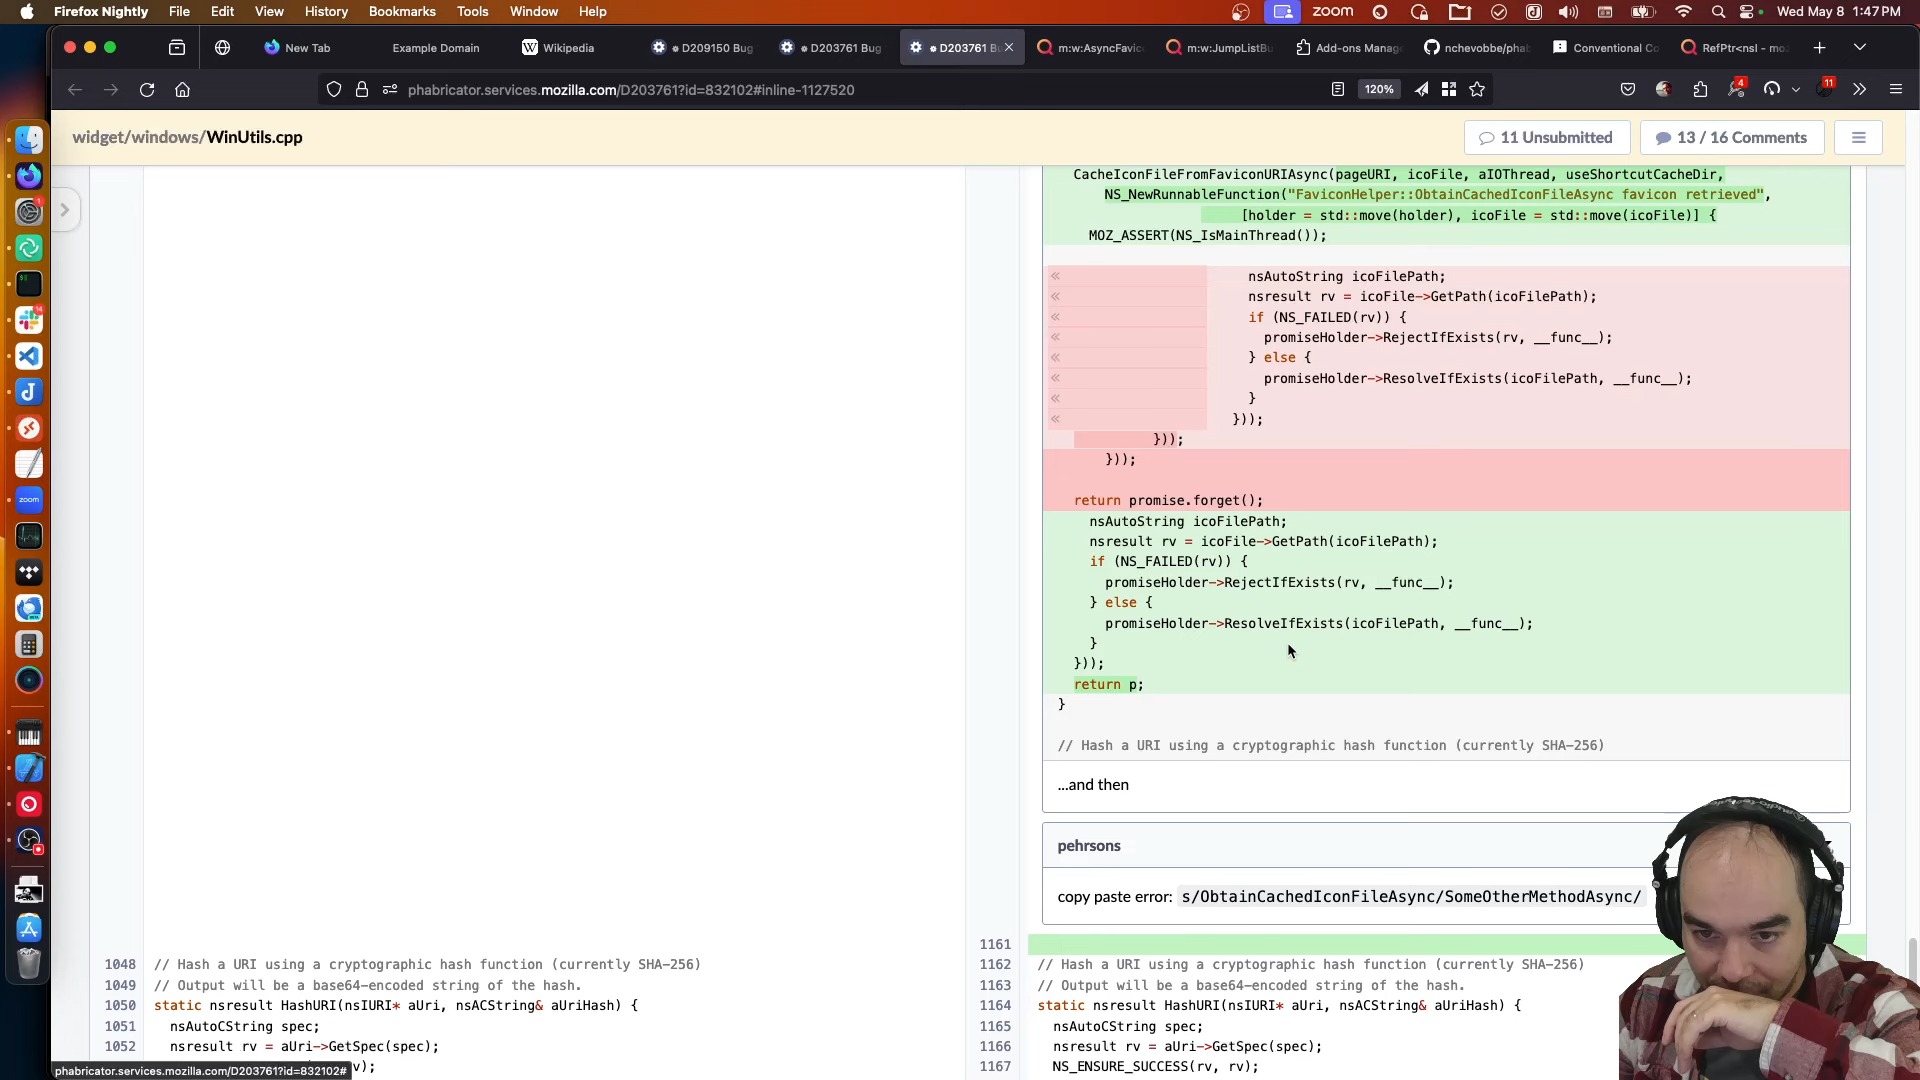 Firefox Nightly File Edit View History Bookmarks Tools Window Help
zoom
Wed May 8 1:47 PM
New Tab
Example Domain
Wikipedia
D209150 Bug
D203761 Bug
D203761 B
m:w:AsyncFavic
m:w:JumpListBu
Add-ons Manag
nchevobbe/phab
Conventional Co
RefPtr<nsI - moz
phabricator.services.mozilla.com/D203761?id=832102#inline-1127520
120%
4
11
widget/windows/WinUtils.cpp
11 Unsubmitted
13 / 16 Comments
CacheIconFileFromFaviconURIAsync(pageURI, icoFile, aIOThread, useShortcutCacheDir,
NS_NewRunnableFunction("FaviconHelper::ObtainCachedIconFileAsync favicon retrieved",
[holder = std::move(holder), icoFile = std::move(icoFile)] {
MOZ_ASSERT(NS_IsMainThread());
« nsAutoString icoFilePath;
« nsresult rv = icoFile->GetPath(icoFilePath);
« if (NS_FAILED(rv)) {
« promiseHolder->RejectIfExists(rv, __func__);
« } else {
« promiseHolder->ResolveIfExists(icoFilePath, __func__);
« }
« }));
}));
}));
return promise.forget();
nsAutoString icoFilePath;
nsresult rv = icoFile->GetPath(icoFilePath);
if (NS_FAILED(rv)) {
promiseHolder->RejectIfExists(rv, __func__);
} else {
promiseHolder->ResolveIfExists(icoFilePath, __func__);
}
}));
return p;
}
// Hash a URI using a cryptographic hash function (currently SHA-256)
...and then
pehrsons
copy paste error: s/ObtainCachedIconFileAsync/SomeOtherMethodAsync/
1161
1048 // Hash a URI using a cryptographic hash function (currently SHA-256)
1162 // Hash a URI using a cryptographic hash function (currently SHA-256)
1049 // Output will be a base64-encoded string of the hash.
1163 // Output will be a base64-encoded string of the hash.
1050 static nsresult HashURI(nsIURI* aUri, nsACString& aUriHash) {
1164 static nsresult HashURI(nsIURI* aUri, nsACString& aUriHash) {
1051 nsAutoCString spec;
1165 nsAutoCString spec;
1052 nsresult rv = aUri->GetSpec(spec);
1166 nsresult rv = aUri->GetSpec(spec);
phabricator.services.mozilla.com/D203761?id=832102#
v);
1167 NS_ENSURE_SUCCESS(rv, rv);